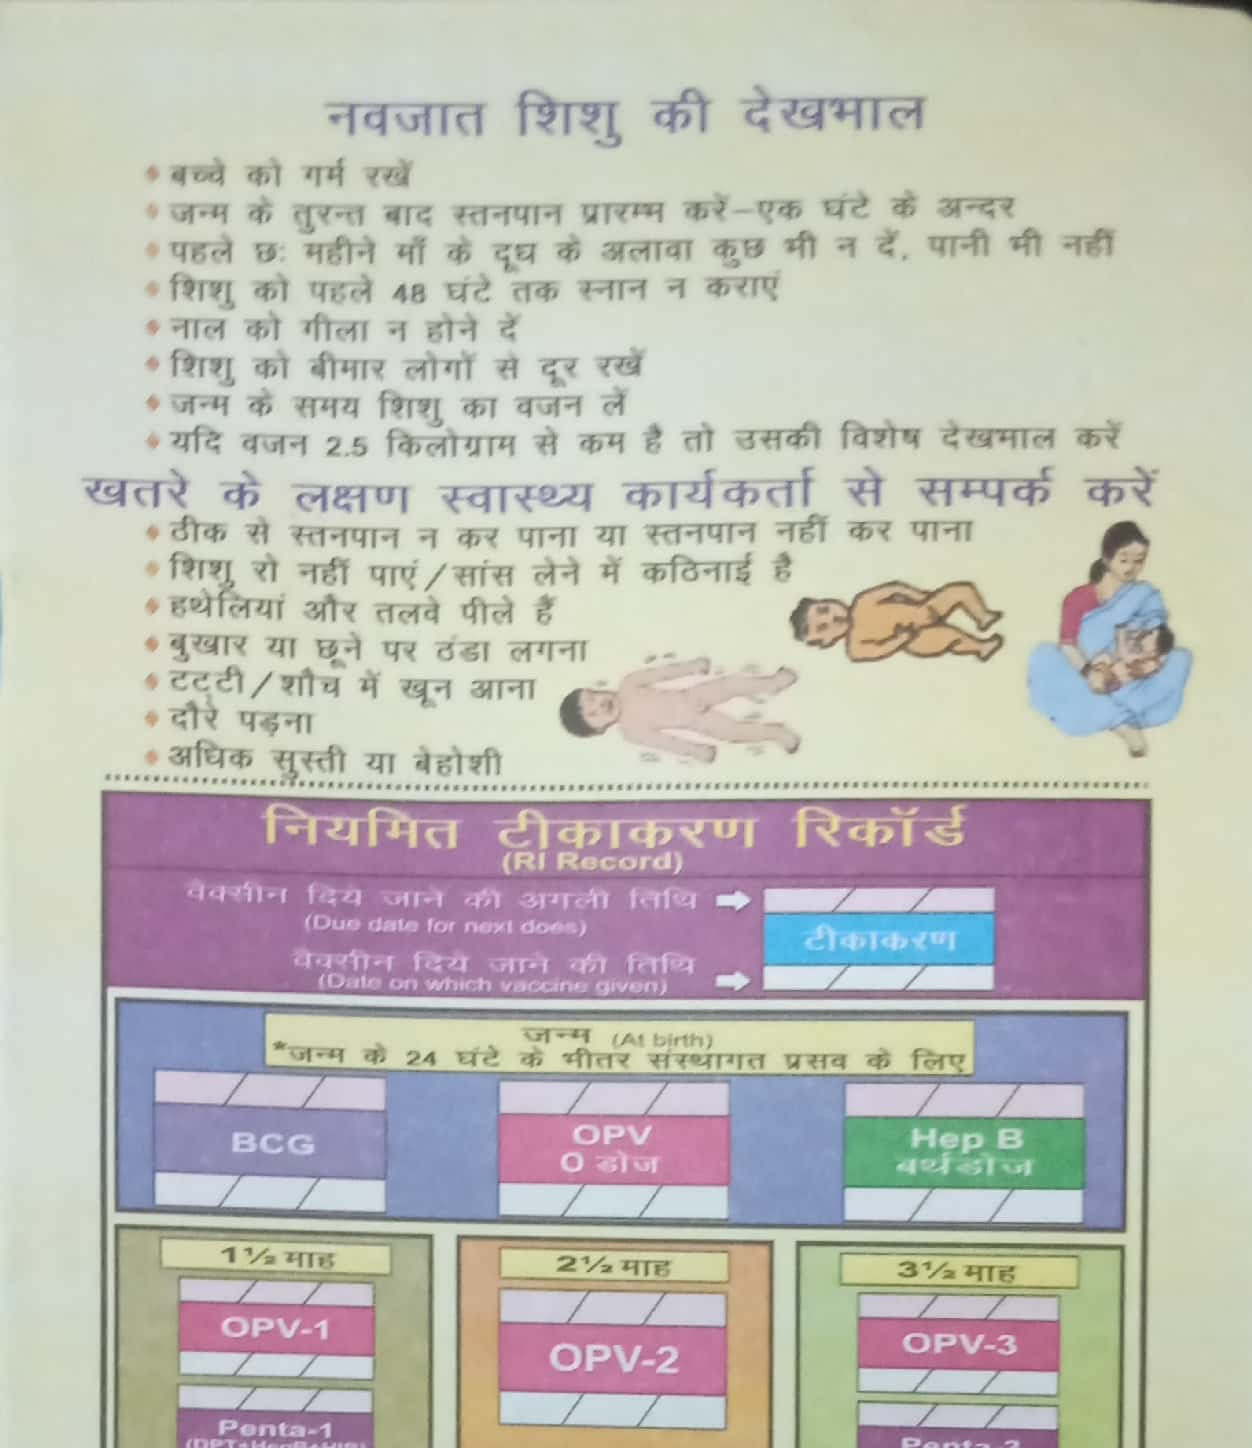 नवजात शिशु की देखभाल
बच्चे को गर्म रखें
जन्म के तुरन्त बाद स्तनपान प्रारम्भ करें–एक घंटे के अन्दर
पहले छः महीने माँ के दूध के अलावा कुछ भी न दें, पानी भी नहीं
शिशु को पहले 48 घंटे तक स्नान न कराएं
नाल को गीला न होने दें
शिशु को बीमार लोगों से दूर रखें
जन्म के समय शिशु का वजन लें
यदि वजन 2.5 किलोग्राम से कम है तो उसकी विशेष देखभाल करें
खतरे के लक्षण स्वास्थ्य कार्यकर्ता से सम्पर्क करें
ठीक से स्तनपान न कर पाना या स्तनपान नहीं कर पाना
शिशु रो नहीं पाएं/सांस लेने में कठिनाई है
हथेलियां और तलवे पीले हैं
बुखार या छूने पर ठंडा लगना
टट्टी/शौच में खून आना
दौरे पड़ना
अधिक सुस्ती या बेहोशी
नियमित टीकाकरण रिकॉर्ड
(RI Record)
वैक्सीन दिये जाने की अगली तिथि
(Due date for next does)
टीकाकरण
वैक्सीन दिये जाने की तिथि
(Date on which vaccine given)
जन्म (At birth)
*जन्म के 24 घंटे के भीतर संस्थागत प्रसव के लिए
BCG
OPV
0 डोज
Hep B
बर्थडोज
1½ माह
2½ माह
3½ माह
OPV-1
OPV-2
OPV-3
Penta-1